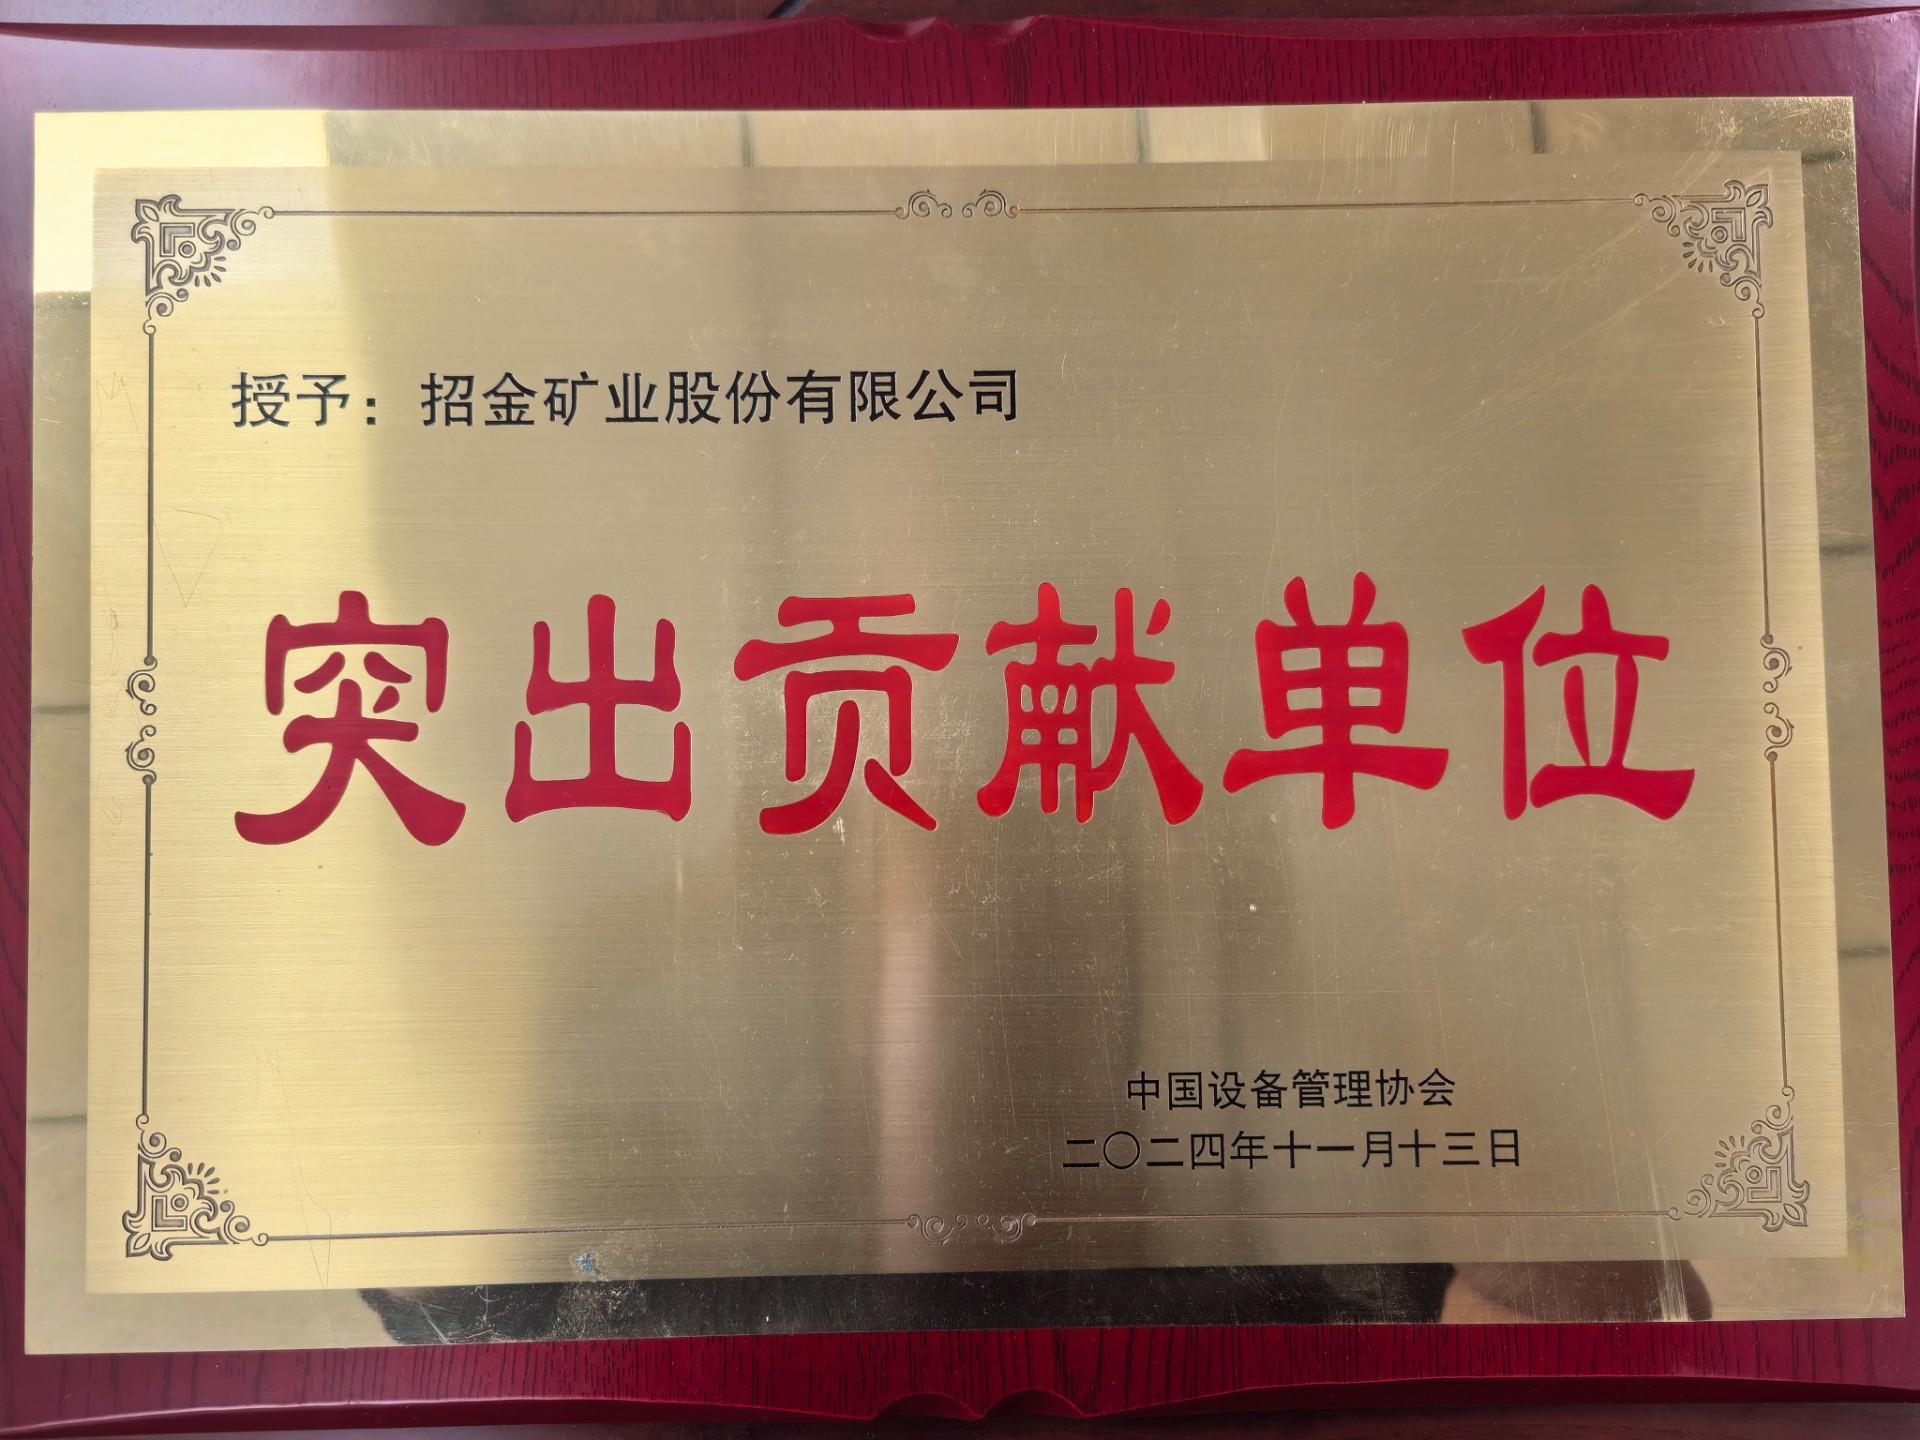 授予：招金矿业股份有限公司
突出贡献单位
中国设备管理协会
二〇二四年十一月十三日